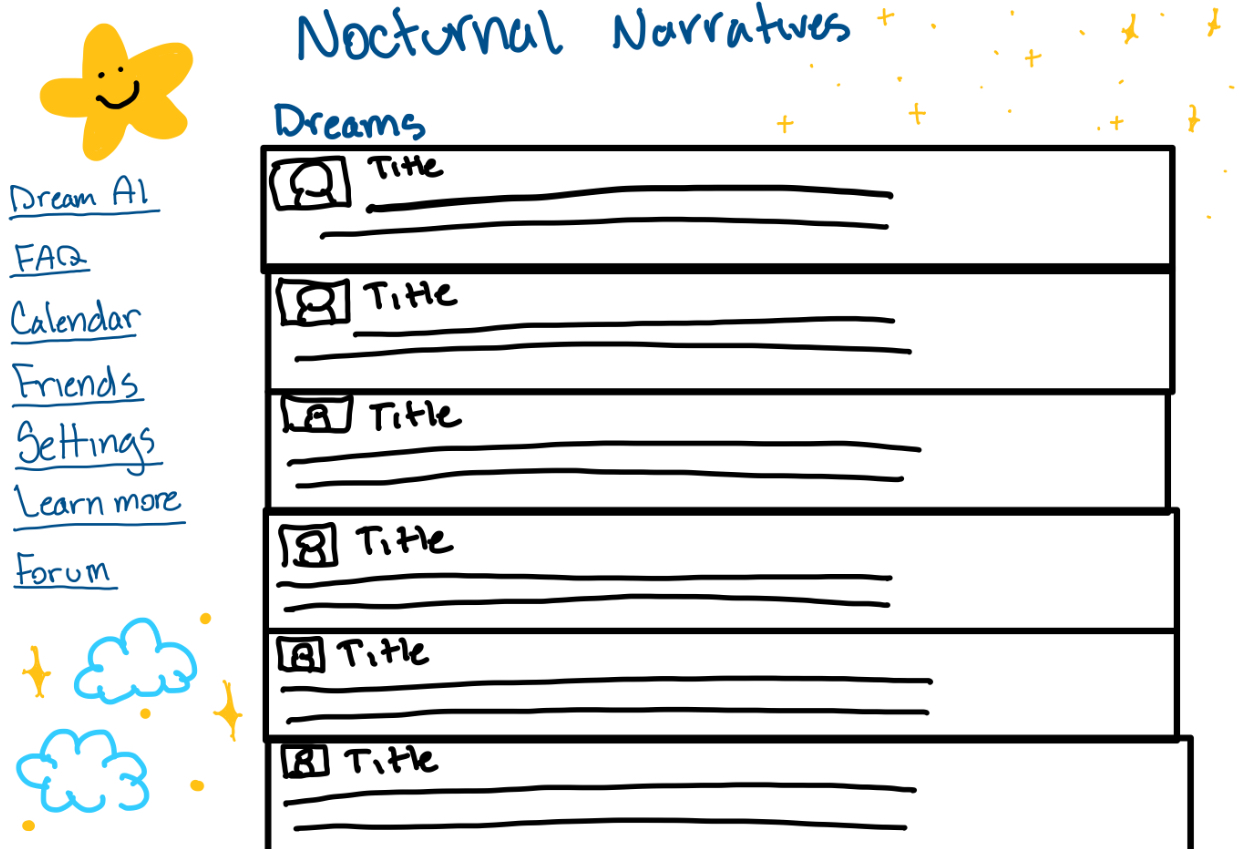 Nocturnal Narratives
Dreams
Dream AI
FAQ
Calendar
Friends
Settings
Learn more
Forum
Title
Title
Title
Title
Title
Title